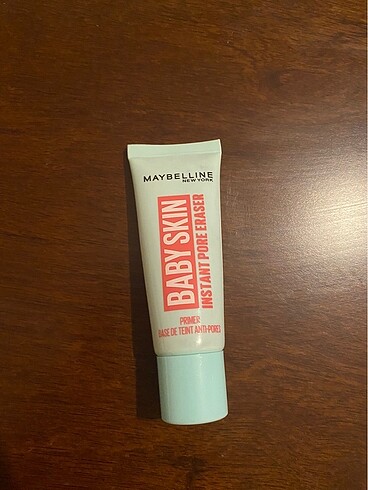 MAYBELLINE
NEW YORK
BABY SKIN
INSTANT PORE ERASER
PRIMER
BASE DE TEINT ANTI-PORES